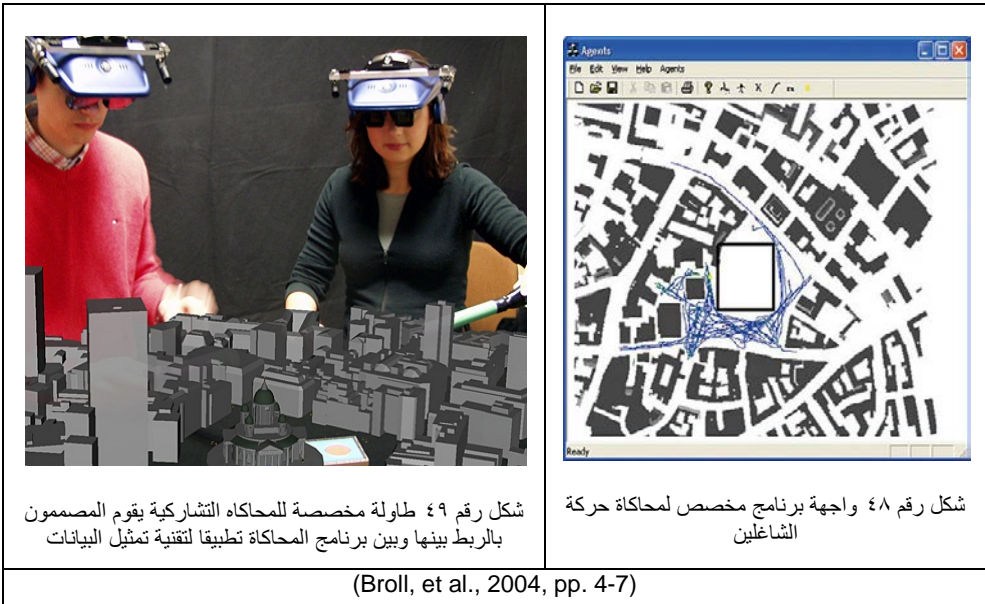 Agents
File Edit View Help Agents
Ready
شكل رقم ٤٨ واجهة برنامج مخصص لمحاكاة حركة
الشاغلين
شكل رقم ٤٩ طاولة مخصصة للمحاكاه التشاركية يقوم المصممون
بالربط بينها وبين برنامج المحاكاة تطبيقا لتقنية تمثيل البيانات
(Broll, et al., 2004, pp. 4-7)